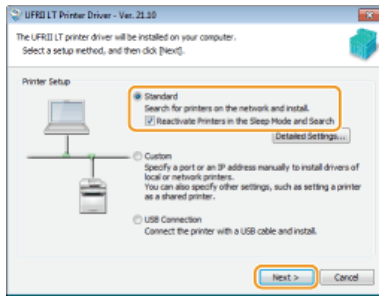 UFRII LT Printer Driver - Ver. 21.10
The UFRII LT printer driver will be installed on your computer.
Select a setup method, and then click [Next].
Printer Setup
Standard
Search for printers on the network and install.
Reactivate Printers in the Sleep Mode and Search
Detailed Settings...
Custom
Specify a port or an IP address manually to install drivers of
local or network printers.
You can also specify other settings, such as setting a printer
as a shared printer.
USB Connection
Connect the printer with a USB cable and install.
Next >
Cancel